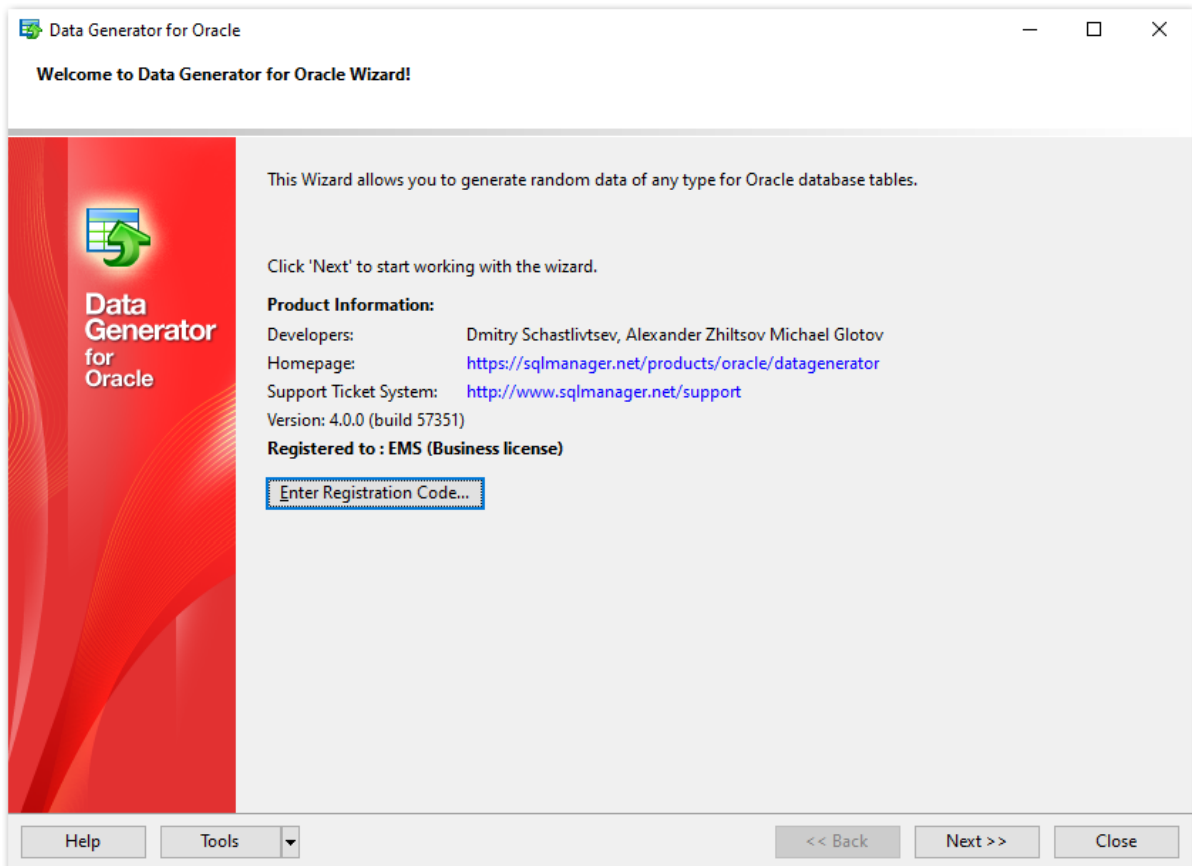 Data Generator for Oracle
Welcome to Data Generator for Oracle Wizard!
This Wizard allows you to generate random data of any type for Oracle database tables.
Click 'Next' to start working with the wizard.
Data
Generator
for
Oracle
Product Information:
Developers: Dmitry Schastlivtsev, Alexander Zhiltsov Michael Glotov
Homepage: https://sqlmanager.net/products/oracle/datagenerator
Support Ticket System: http://www.sqlmanager.net/support
Version: 4.0.0 (build 57351)
Registered to : EMS (Business license)
Enter Registration Code...
Help Tools << Back Next >> Close